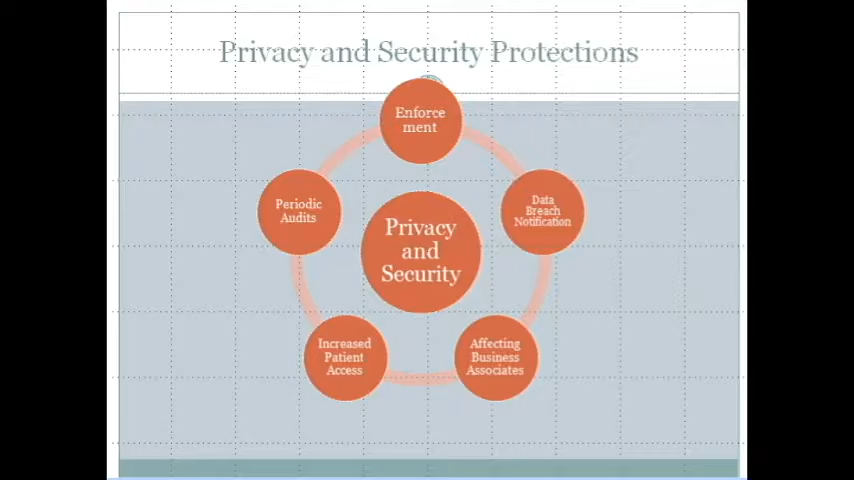 Privacy and Security Protections
Enforce
ment
Data
Breach
Notification
Affecting
Business
Associates
Increased
Patient
Access
Periodic
Audits
Privacy
and
Security